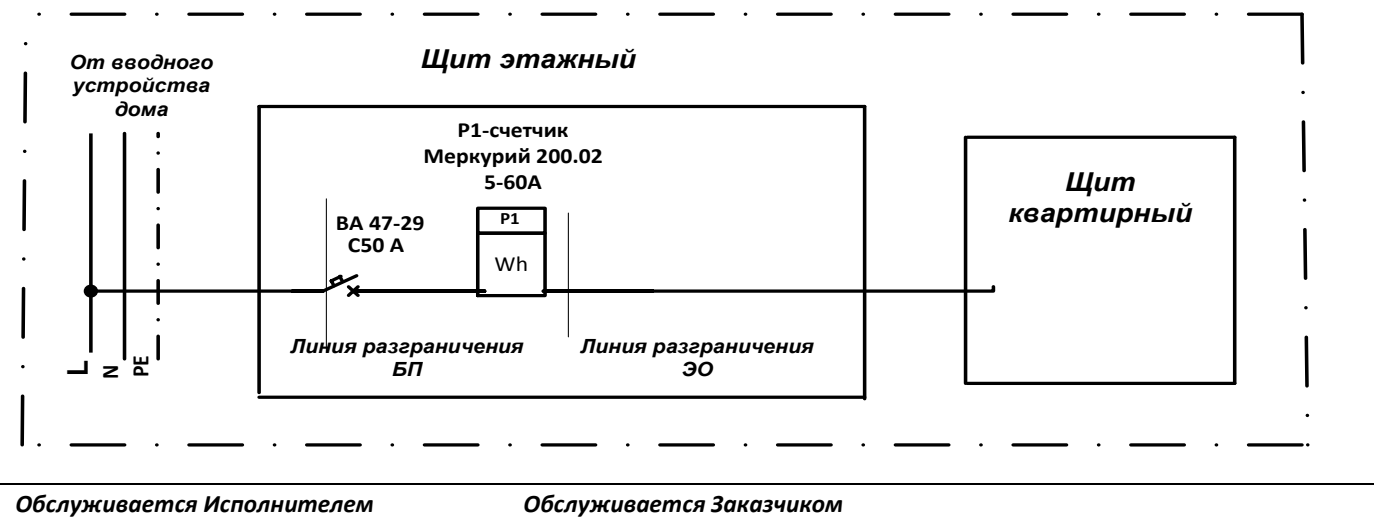 От вводного
устройства
дома
Щит этажный
Р1-счетчик
Меркурий 200.02
5-60А
ВА 47-29
С50 А
Р1
Wh
Щит
квартирный
Линия разграничения
БП
Линия разграничения
ЭО
L
N
PE
Обслуживается Исполнителем
Обслуживается Заказчиком